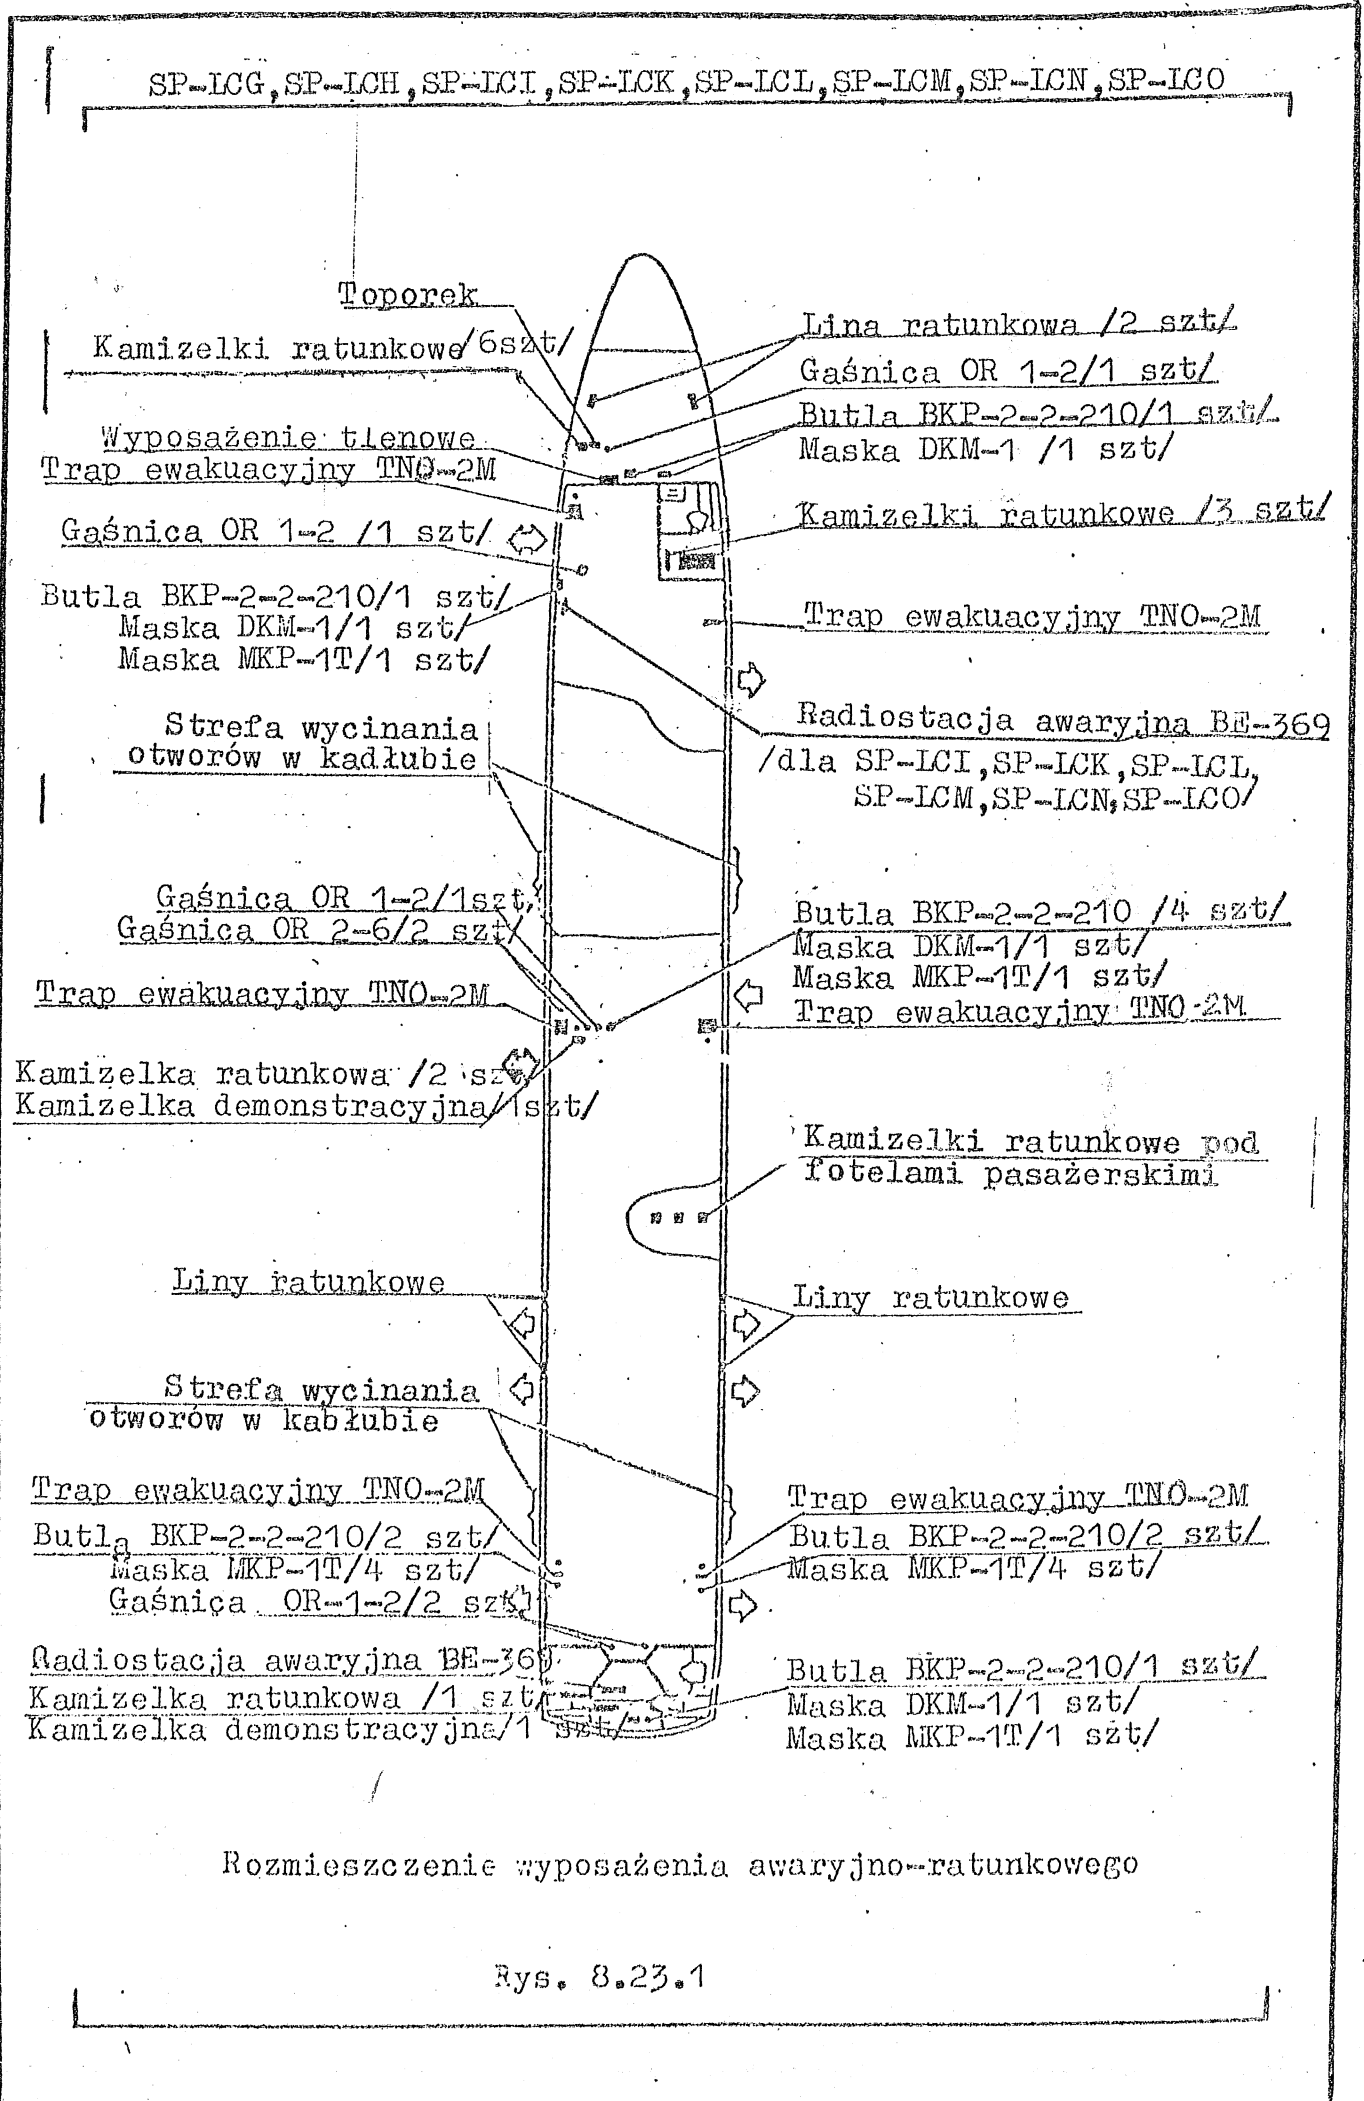 SP-LCG,SP-LCH,SP-LCI,SP-LCK,SP-LCL,SP-LCM,SP-LCN,SP-LCO
Toporek
Kamizelki ratunkowe/6szt/
Wyposażenie tlenowe
Trap ewakuacyjny TNO-2M
Gaśnica OR 1-2 /1 szt/
Butla BKP-2-2-210/1 szt/
Maska DKM-1/1 szt/
Maska MKP-1T/1 szt/
Strefa wycinania
otworów w kadłubie
Gaśnica OR 1-2/1szt/
Gaśnica OR 2-6/2 szt/
Trap ewakuacyjny TNO-2M
Kamizelka ratunkowa /2 szt/
Kamizelka demonstracyjna/1szt/
Liny ratunkowe
Strefa wycinania
otworów w kabłubie
Trap ewakuacyjny TNO-2M
Butla BKP-2-2-210/2 szt/
Maska MKP-1T/4 szt/
Gaśnica OR-1-2/2 szt/
Radiostacja awaryjna BE-369
Kamizelka ratunkowa /1 szt/
Kamizelka demonstracyjna/1 szt/
Lina ratunkowa /2 szt/
Gaśnica OR 1-2/1 szt/
Butla BKP-2-2-210/1 szt/
Maska DKM-1 /1 szt/
Kamizelki ratunkowe /3 szt/
Trap ewakuacyjny TNO-2M
Radiostacja awaryjna BE-369
/dla SP-LCI,SP-LCK,SP-LCL,
SP-LCM,SP-LCN,SP-LCO/
Butla BKP-2-2-210 /4 szt/
Maska DKM-1/1 szt/
Maska MKP-1T/1 szt/
Trap ewakuacyjny TNO-2M
Kamizelki ratunkowe pod
fotelami pasażerskimi
Liny ratunkowe
Trap ewakuacyjny TNO-2M
Butla BKP-2-2-210/2 szt/
Maska MKP-1T/4 szt/
Butla BKP-2-2-210/1 szt/
Maska DKM-1/1 szt/
Maska MKP-1T/1 szt/
Rozmieszczenie wyposażenia awaryjno-ratunkowego
Rys. 8.23.1